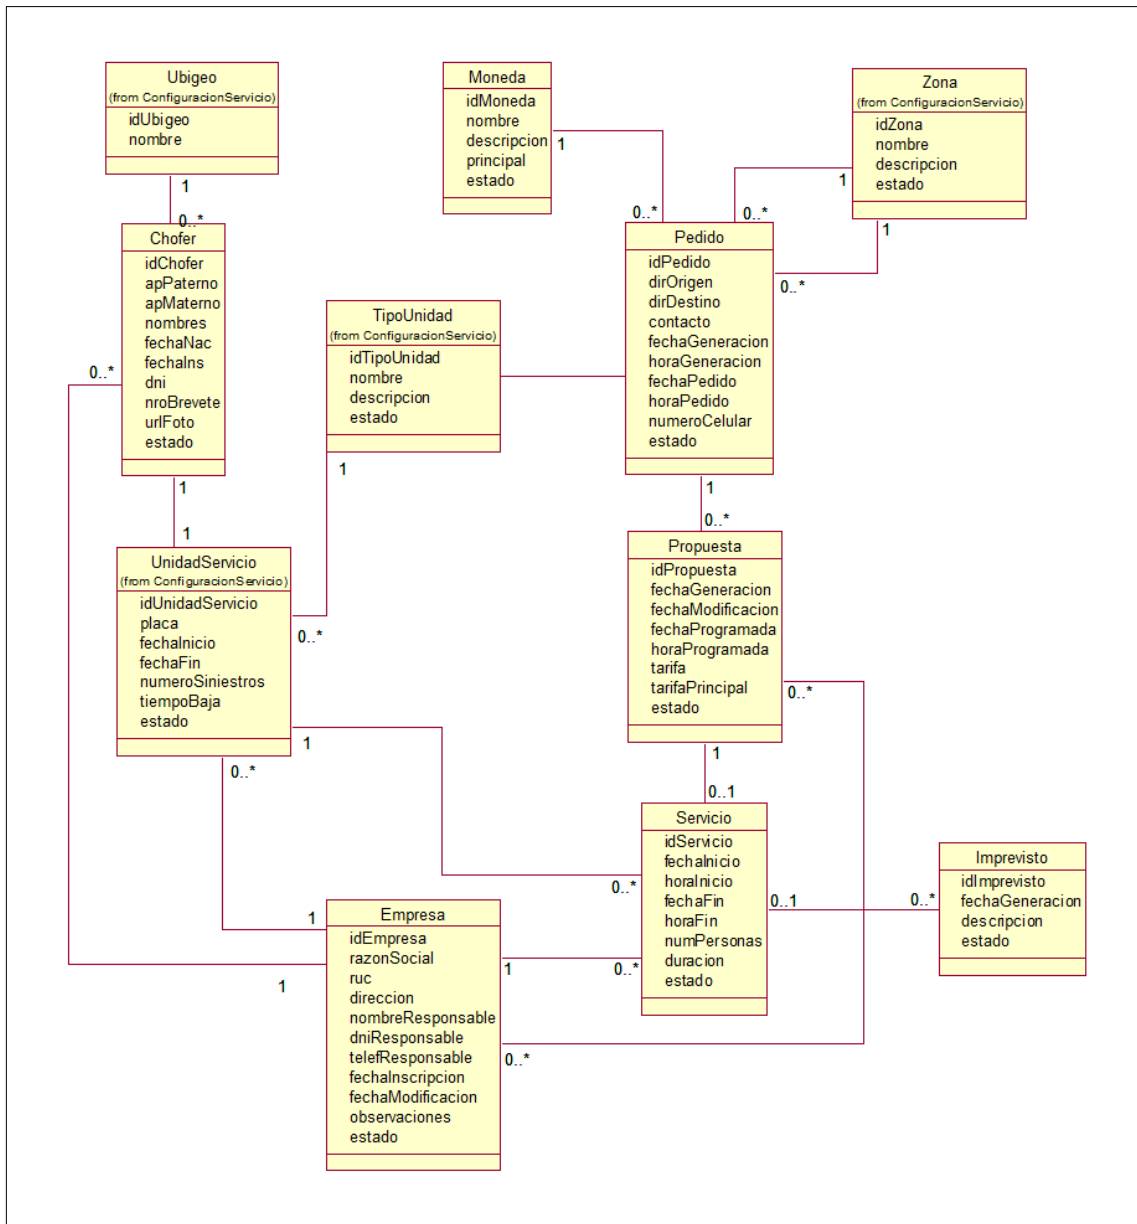 Ubigeo
(from ConfiguracionServicio)
idUbigeo
nombre
1
0..*
Moneda
idMoneda
nombre
descripcion
principal
estado
1
0..*
Zona
(from ConfiguracionServicio)
idZona
nombre
descripcion
estado
1
0..*
1
0..*
Chofer
idChofer
apPaterno
apMaterno
nombres
fechaNac
fechaIns
dni
nroBrevete
urlFoto
estado
0..*
1
1
TipoUnidad
(from ConfiguracionServicio)
idTipoUnidad
nombre
descripcion
estado
1
0..*
Pedido
idPedido
dirOrigen
dirDestino
contacto
fechaGeneracion
horaGeneracion
fechaPedido
horaPedido
numeroCelular
estado
1
0..*
UnidadServicio
(from ConfiguracionServicio)
idUnidadServicio
placa
fechaInicio
fechaFin
numeroSiniestros
tiempoBaja
estado
1
0..*
0..*
1
Propuesta
idPropuesta
fechaGeneracion
fechaModificacion
fechaProgramada
horaProgramada
tarifa
tarifaPrincipal
estado
0..*
1
0..1
Servicio
idServicio
fechaInicio
horaInicio
fechaFin
horaFin
numPersonas
duracion
estado
0..1
0..*
Imprevisto
idImprevisto
fechaGeneracion
descripcion
estado
Empresa
idEmpresa
razonSocial
ruc
direccion
nombreResponsable
dniResponsable
telefResponsable
fechaInscripcion
fechaModificacion
observaciones
estado
1
1
0..*
0..*